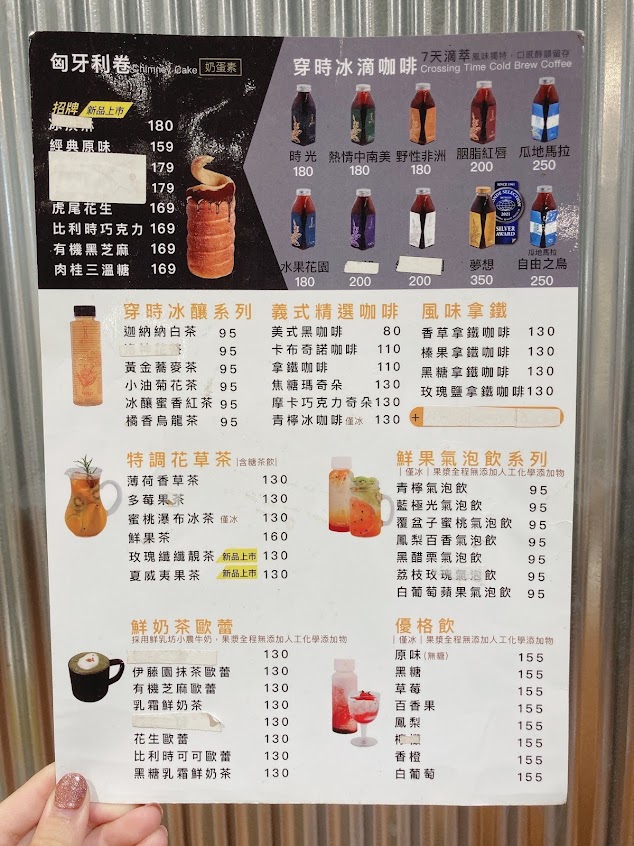 匈牙利卷 Chimney Cake 奶蛋素
招牌 新品上市
180
經典原味 159
179
179
虎尾花生 169
比利時巧克力 169
有機黑芝麻 169
肉桂三溫糖 169
穿時冰滴咖啡 7天滴萃 風味獨特，口感醇韻留存
Crossing Time Cold Brew Coffee
時光 熱情中南美 野性非洲 胭脂紅唇 瓜地馬拉
180 180 180 200 250
SINCE 1961
2021
SILVER AWARD
水果花園 夢想 瓜地馬拉 自由之鳥
180 200 200 350 250
穿時冰釀系列
迦納納白茶 95
95
黃金蕎麥茶 95
小油菊花茶 95
冰釀蜜香紅茶 95
橘香烏龍茶 95
義式精選咖啡
美式黑咖啡 80
卡布奇諾咖啡 110
拿鐵咖啡 110
焦糖瑪奇朵 130
摩卡巧克力奇朵 130
青檸冰咖啡 僅冰 130
風味拿鐵
香草拿鐵咖啡 130
榛果拿鐵咖啡 130
黑糖拿鐵咖啡 130
玫瑰鹽拿鐵咖啡 130
+
特調花草茶 |含糖茶飲|
薄荷香草茶 130
多莓果茶 130
蜜桃瀑布冰茶 僅冰 130
鮮果茶 160
玫瑰纖纖靚茶 新品上市 130
夏威夷果茶 新品上市 130
鮮果氣泡飲系列
|僅冰|果漿全程無添加人工化學添加物
青檸氣泡飲 95
藍極光氣泡飲 95
覆盆子蜜桃氣泡飲 95
鳳梨百香氣泡飲 95
黑醋栗氣泡飲 95
荔枝玫瑰氣泡飲 95
白葡萄蘋果氣泡飲 95
鮮奶茶歐蕾
採用鮮乳坊小農牛奶，果漿全程無添加人工化學添加物
130
伊藤園抹茶歐蕾 130
有機芝麻歐蕾 130
乳霜鮮奶茶 130
130
花生歐蕾 130
比利時可可歐蕾 130
黑糖乳霜鮮奶茶 130
優格飲
|僅冰|果漿全程無添加人工化學添加物
原味(無糖) 155
黑糖 155
草莓 155
百香果 155
鳳梨 155
155
香橙 155
白葡萄 155